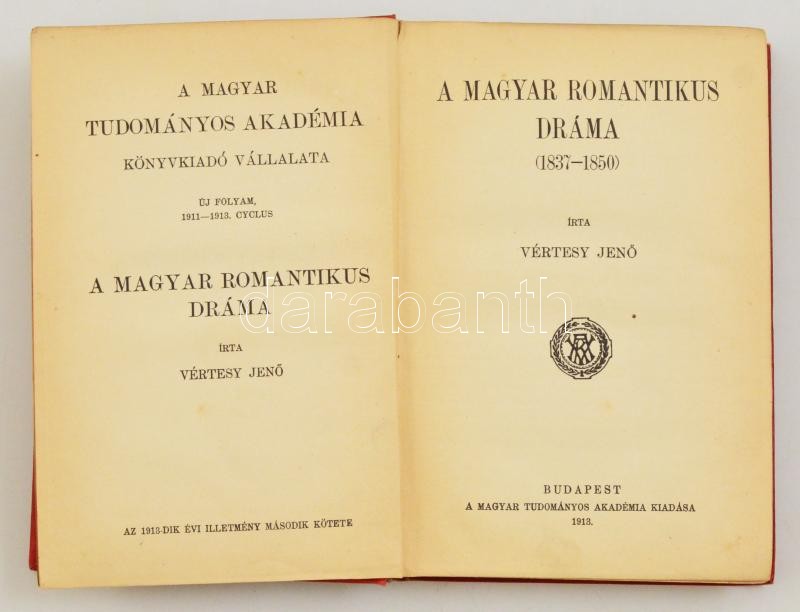 A MAGYAR
TUDOMÁNYOS AKADÉMIA
KÖNYVKIADÓ VÁLLALATA
ÚJ FOLYAM,
1911—1913. CYCLUS
A MAGYAR ROMANTIKUS
DRÁMA
ÍRTA
VÉRTESY JENŐ
AZ 1913-DIK ÉVI ILLETMÉNY MÁSODIK KÖTETE
A MAGYAR ROMANTIKUS
DRÁMA
(1837—1850)
ÍRTA
VÉRTESY JENŐ
BUDAPEST
A MAGYAR TUDOMÁNYOS AKADÉMIA KIADÁSA
1913.
darabanth